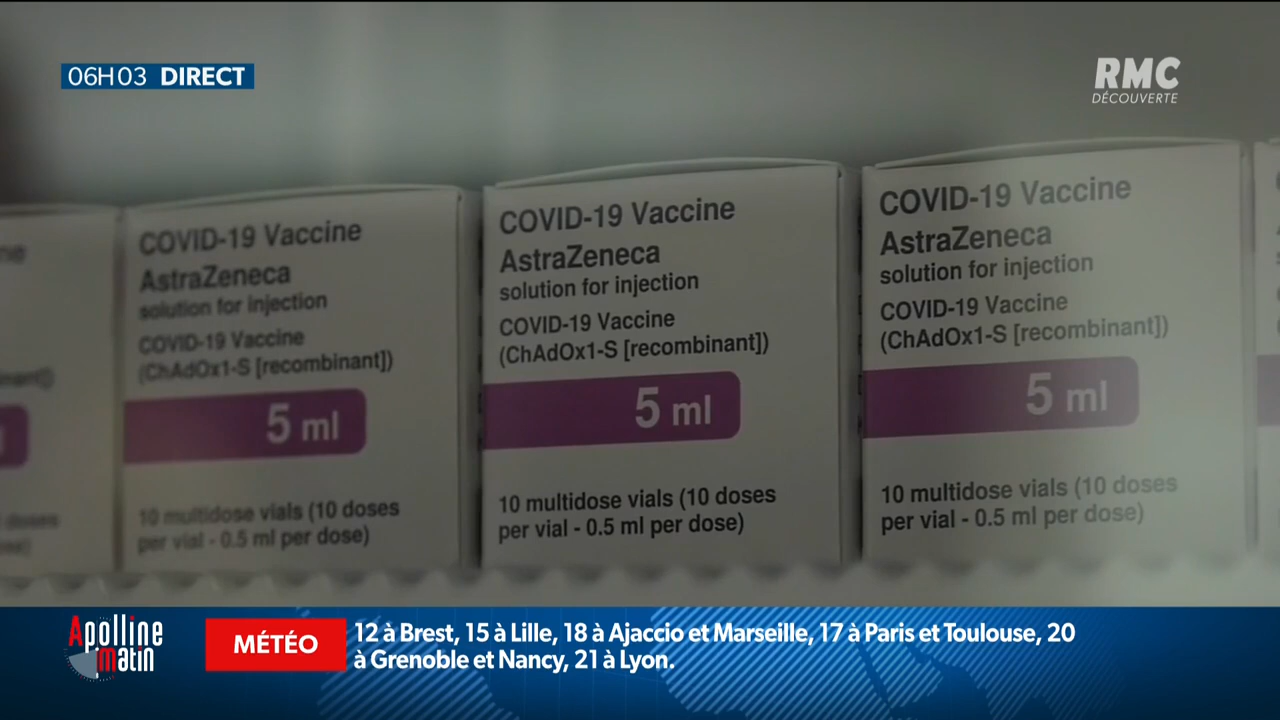 06H03 DIRECT
RMC
DÉCOUVERTE
COVID-19 Vaccine
AstraZeneca
solution for injection
COVID-19 Vaccine
(ChAdOx1-S [recombinant])
5 ml
10 multidose vials (10 doses
per vial - 0.5 ml per dose)
COVID-19 Vaccine
AstraZeneca
solution for injection
COVID-19 Vaccine
(ChAdOx1-S [recombinant])
5 ml
10 multidose vials (10 doses
per vial - 0.5 ml per dose)
COVID-19 Vaccine
AstraZeneca
solution for injection
COVID-19 Vaccine
(ChAdOx1-S [recombinant])
5 ml
10 multidose vials (10 doses
per vial - 0.5 ml per dose)
Apolline
Matin
MÉTÉO
12 à Brest, 15 à Lille, 18 à Ajaccio et Marseille, 17 à Paris et Toulouse, 20
à Grenoble et Nancy, 21 à Lyon.